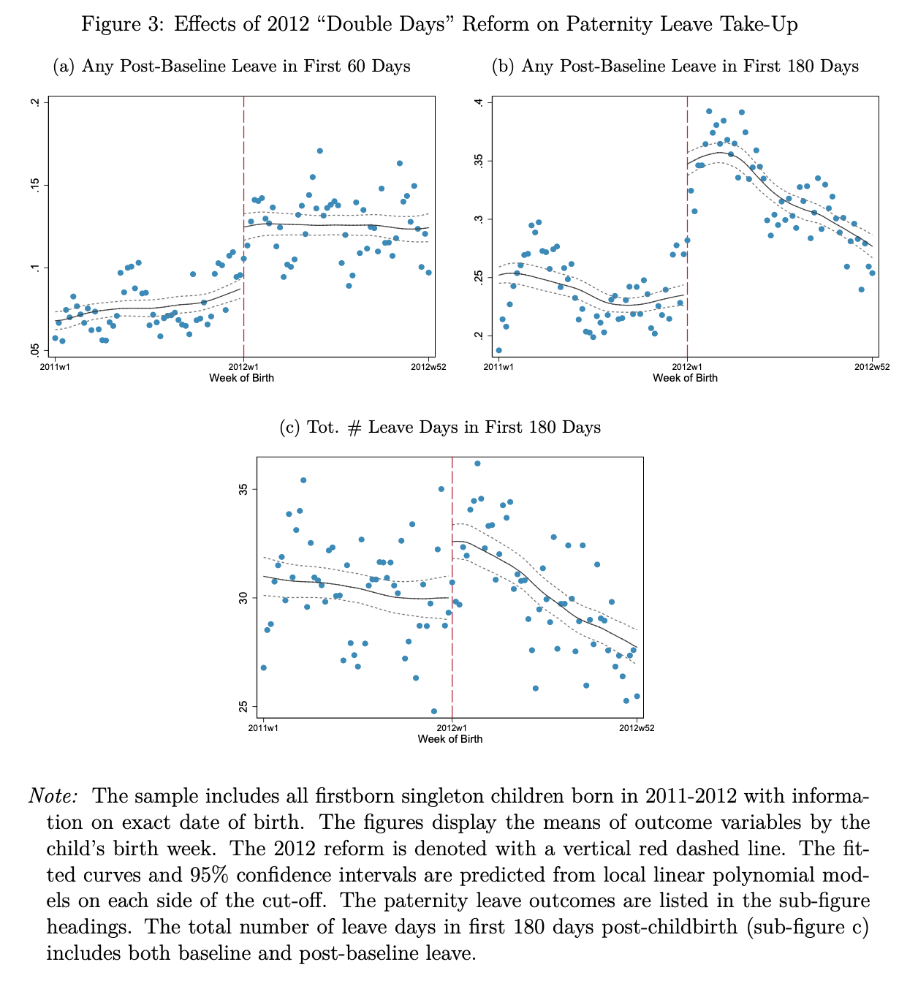 Figure 3: Effects of 2012 “Double Days” Reform on Paternity Leave Take-Up
(a) Any Post-Baseline Leave in First 60 Days
.2
.15
.1
.05
2011w1
2012w1
2012w52
Week of Birth
(b) Any Post-Baseline Leave in First 180 Days
.4
.35
.3
.25
.2
2011w1
2012w1
2012w52
Week of Birth
(c) Tot. # Leave Days in First 180 Days
35
30
25
2011w1
2012w1
2012w52
Week of Birth
Note: The sample includes all firstborn singleton children born in 2011-2012 with informa-
tion on exact date of birth. The figures display the means of outcome variables by the
child’s birth week. The 2012 reform is denoted with a vertical red dashed line. The fit-
ted curves and 95% confidence intervals are predicted from local linear polynomial mod-
els on each side of the cut-off. The paternity leave outcomes are listed in the sub-figure
headings. The total number of leave days in first 180 days post-childbirth (sub-figure c)
includes both baseline and post-baseline leave.